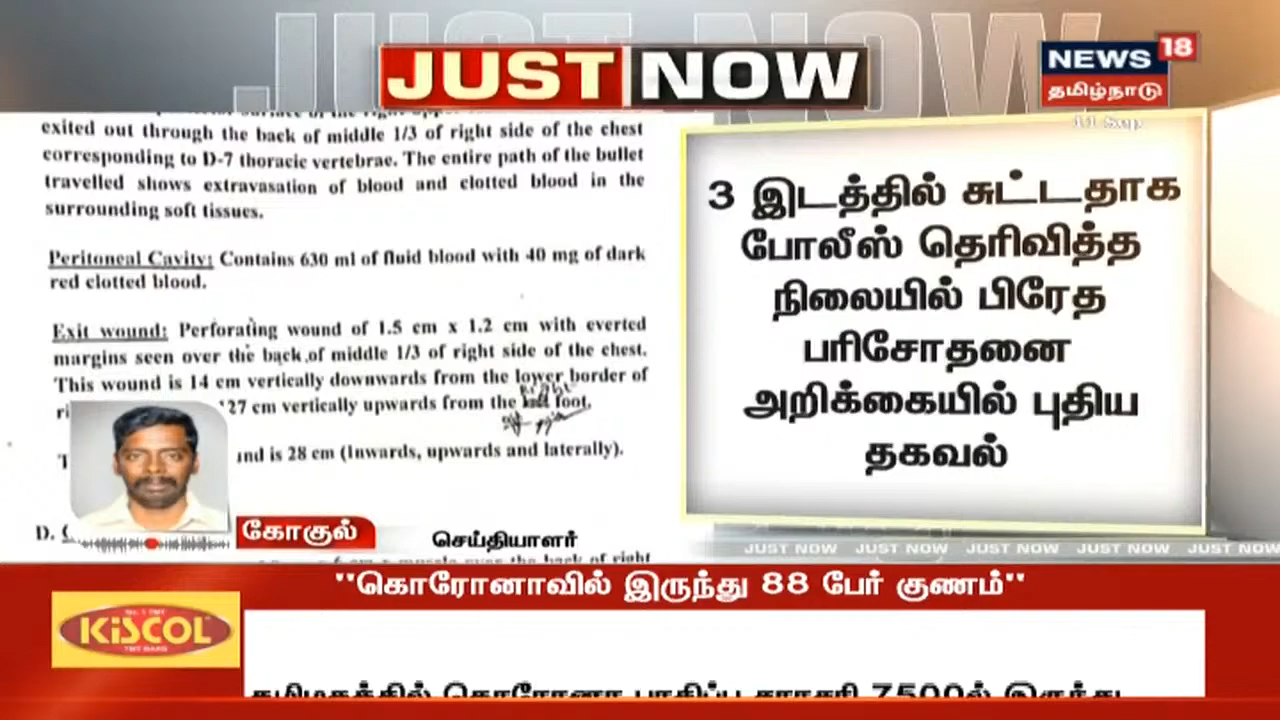 JUST NOW
NEWS 18
தமிழ்நாடு
11 Sep
exited out through the back of middle 1/3 of right side of the chest
corresponding to D-7 thoracic vertebrae. The entire path of the bullet
travelled shows extravasation of blood and clotted blood in the
surrounding soft tissues.
Peritoneal Cavity: Contains 630 ml of fluid blood with 40 mg of dark
red clotted blood.
Exit wound: Perforating wound of 1.5 cm x 1.2 cm with everted
margins seen over the back of middle 1/3 of right side of the chest.
This wound is 14 cm vertically downwards from the lower border of
27 cm vertically upwards from the left foot.
right
is 28 cm (Inwards, upwards and laterally).
D.
3 இடத்தில் சுட்டதாக
போலீஸ் தெரிவித்த
நிலையில் பிரேத
பரிசோதனை
அறிக்கையில் புதிய
தகவல்
கோகுல்
செய்தியாளர்
JUST NOW JUST NOW JUST NOW JUST NOW JUST NOW
"கொரோனாவில் இருந்து 88 பேர் குணம்"
KiSCOL
TMT BARS